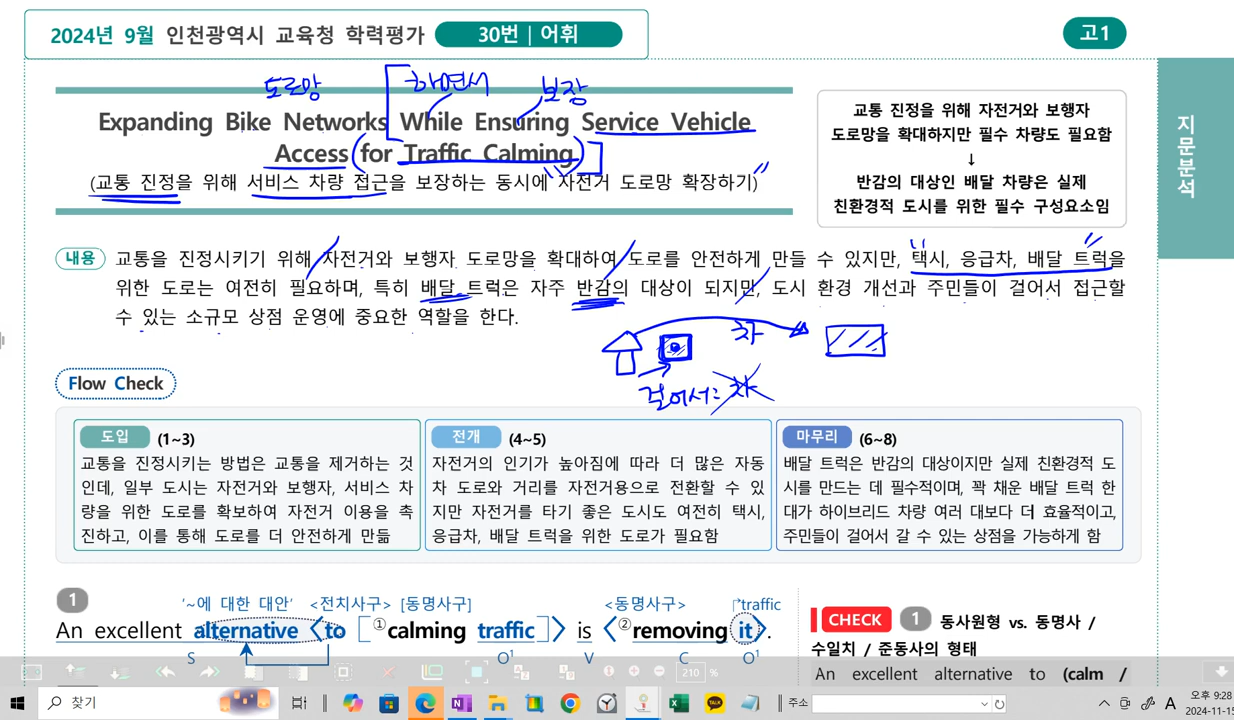 2024년 9월 인천광역시 교육청 학력평가 30번 | 어휘
고1
지문분석
도로망 하면서 보장
Expanding Bike Networks While Ensuring Service Vehicle
Access for Traffic Calming
(교통 진정을 위해 서비스 차량 접근을 보장하는 동시에 자전거 도로망 확장하기)
교통 진정을 위해 자전거와 보행자
도로망을 확대하지만 필수 차량도 필요함
↓
반감의 대상인 배달 차량은 실제
친환경적 도시를 위한 필수 구성요소임
내용 교통을 진정시키기 위해 자전거와 보행자 도로망을 확대하여 도로를 안전하게 만들 수 있지만, 택시, 응급차, 배달 트럭을
위한 도로는 여전히 필요하며, 특히 배달 트럭은 자주 반감의 대상이 되지만, 도시 환경 개선과 주민들이 걸어서 접근할
수 있는 소규모 상점 운영에 중요한 역할을 한다.
차
걸어서: 차
Flow Check
도입 (1~3)
교통을 진정시키는 방법은 교통을 제거하는 것
인데, 일부 도시는 자전거와 보행자, 서비스 차
량을 위한 도로를 확보하여 자전거 이용을 촉
진하고, 이를 통해 도로를 더 안전하게 만듦
전개 (4~5)
자전거의 인기가 높아짐에 따라 더 많은 자동
차 도로와 거리를 자전거용으로 전환할 수 있
지만 자전거를 타기 좋은 도시도 여전히 택시,
응급차, 배달 트럭을 위한 도로가 필요함
마무리 (6~8)
배달 트럭은 반감의 대상이지만 실제 친환경적 도
시를 만드는 데 필수적이며, 꽉 채운 배달 트럭 한
대가 하이브리드 차량 여러 대보다 더 효율적이고,
주민들이 걸어서 갈 수 있는 상점을 가능하게 함
1
'~에 대한 대안' <전치사구> [동명사구] <동명사구> traffic
An excellent alternative <to [①calming traffic]> is <②removing it>.
S O¹ V C O¹
CHECK 1 동사원형 vs. 동명사 /
수일치 / 준동사의 형태
An excellent alternative to (calm /
210 %
찾기
주소
오후 9:28
2024-11-15